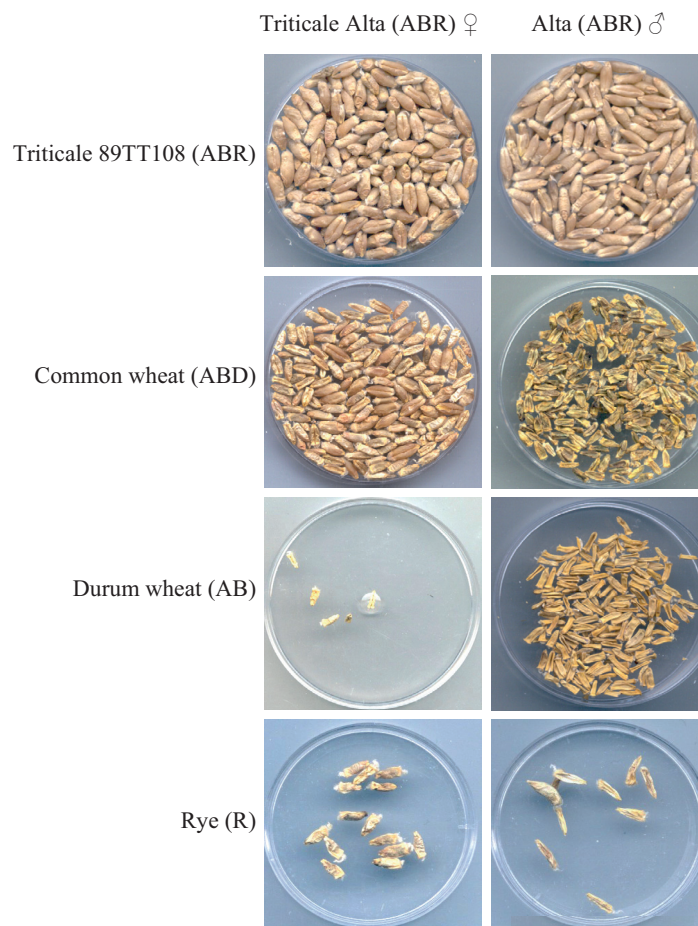 Triticale Alta (ABR) ♀ Alta (ABR) ♂
Triticale 89TT108 (ABR)
Common wheat (ABD)
Durum wheat (AB)
Rye (R)